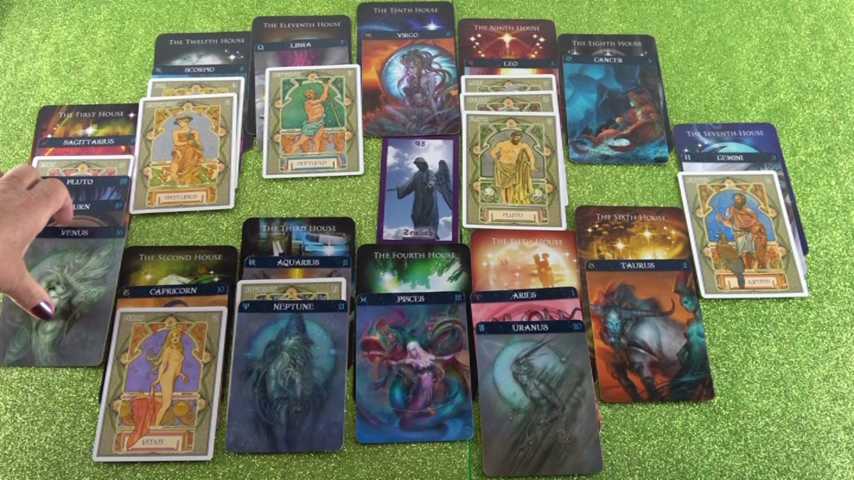 THE TWELFTH HOUSE
SCORPIO
THE ELEVENTH HOUSE
LIBRA
THE TENTH HOUSE
VIRGO
THE NINTH HOUSE
LEO
THE EIGHTH HOUSE
CANCER
THE FIRST HOUSE
SAGITTARIUS
PLUTO
URN
VENUS
NEPTUNE
PLUTO
THE SEVENTH HOUSE
GEMINI
JUPITER
THE SECOND HOUSE
CAPRICORN
VENUS
THE THIRD HOUSE
AQUARIUS
NEPTUNE
THE FOURTH HOUSE
PISCES
THE FIFTH HOUSE
ARIES
URANUS
THE SIXTH HOUSE
TAURUS